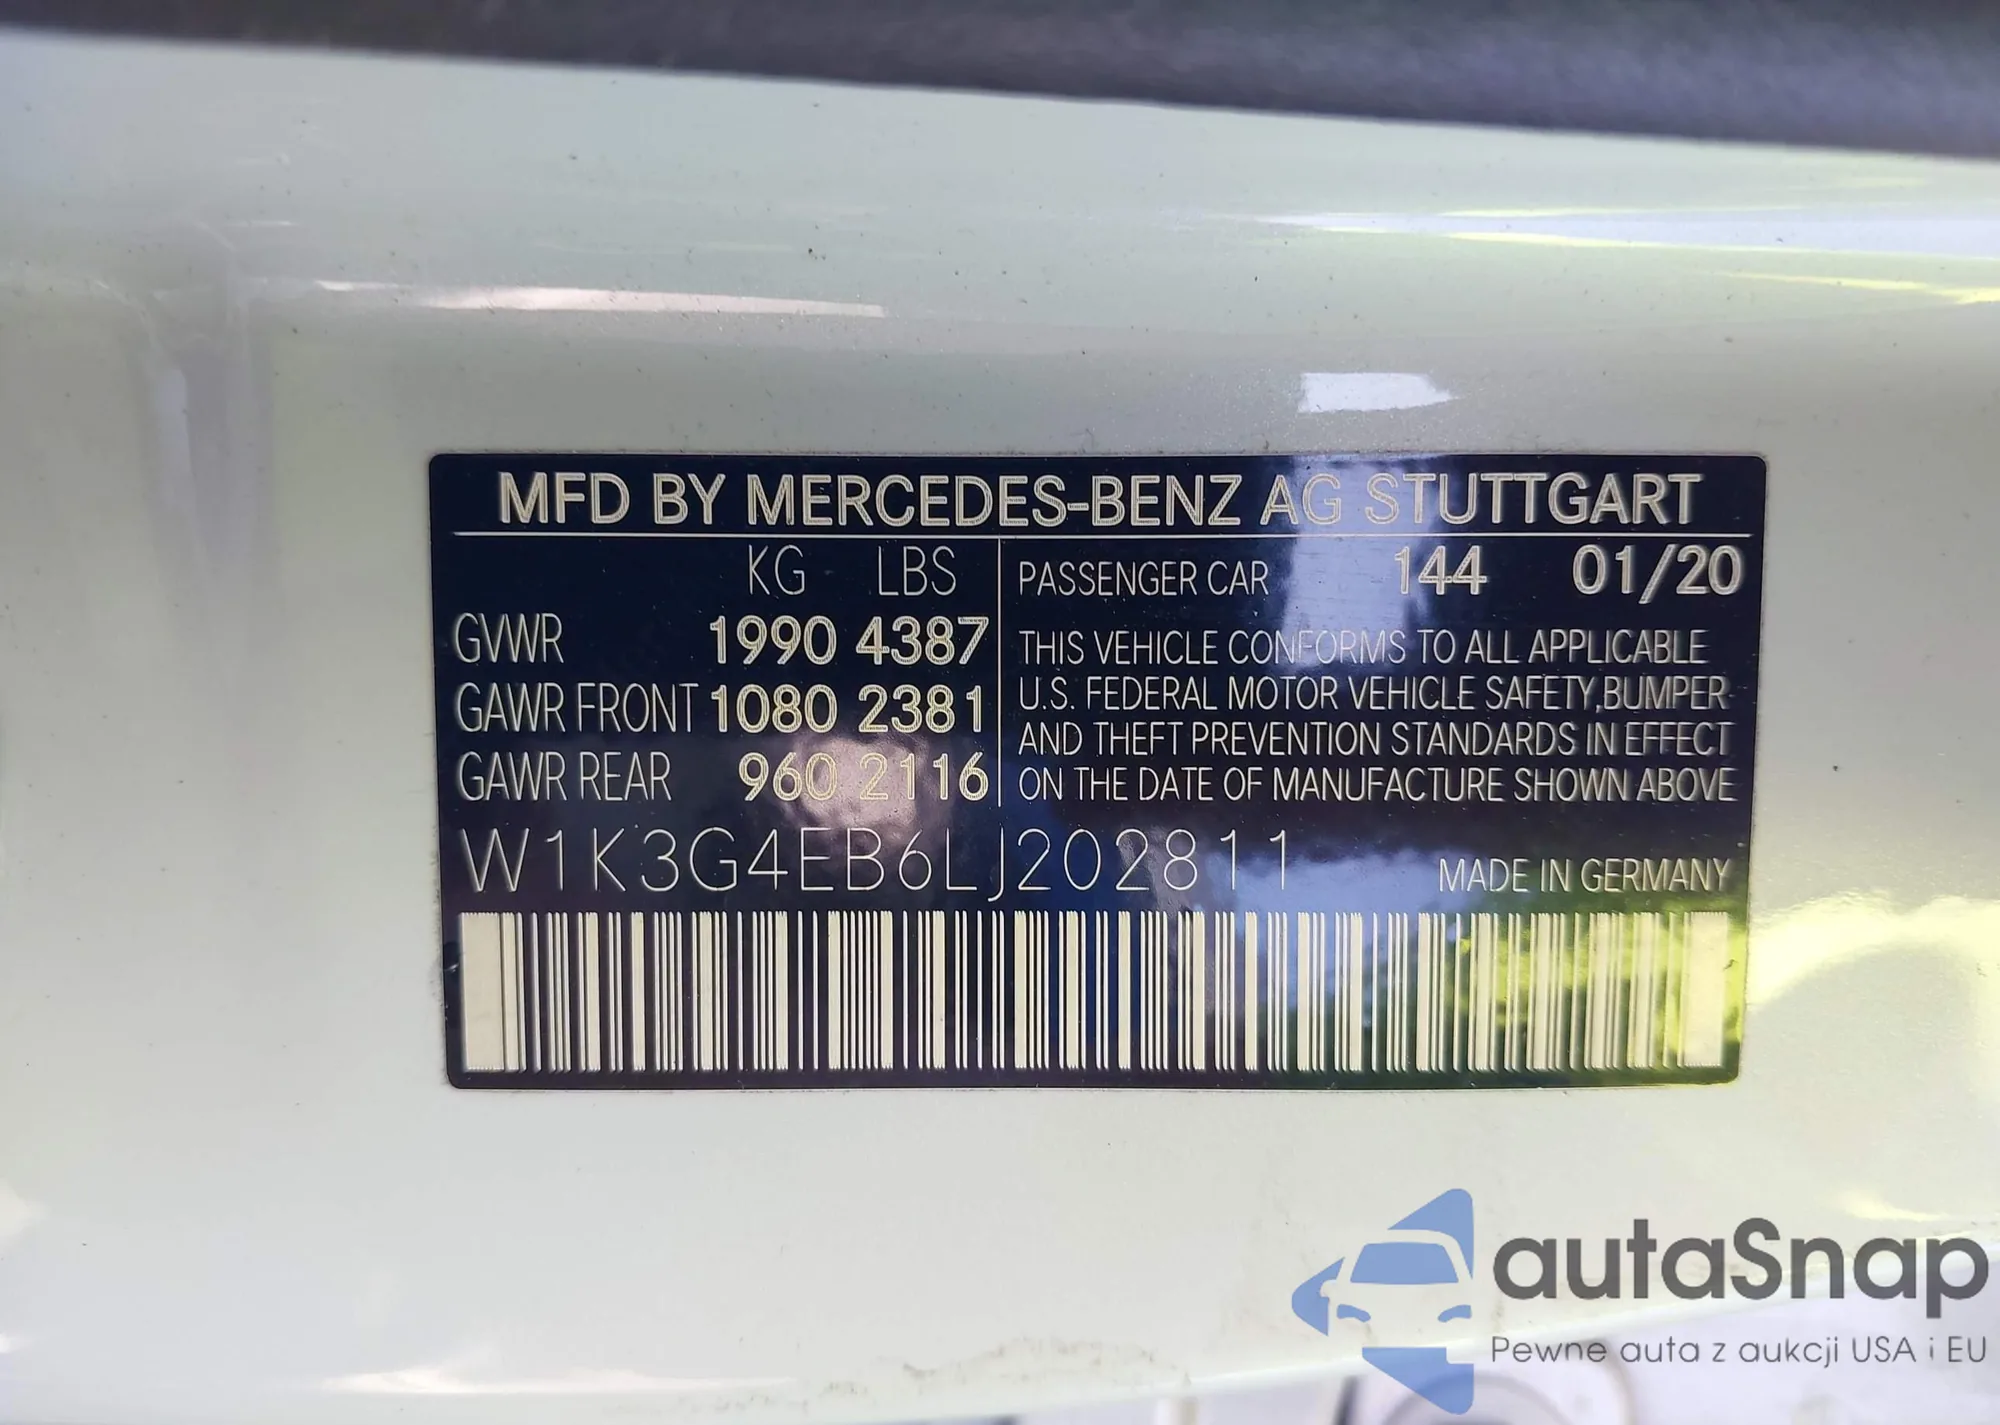 MFD BY MERCEDES-BENZ AG STUTTGART
KG LBS
GVWR 1990 4387
GAWR FRONT 1080 2381
GAWR REAR 960 2116
PASSENGER CAR 144 01/20
THIS VEHICLE CONFORMS TO ALL APPLICABLE
U.S. FEDERAL MOTOR VEHICLE SAFETY,BUMPER
AND THEFT PREVENTION STANDARDS IN EFFECT
ON THE DATE OF MANUFACTURE SHOWN ABOVE
W1K3G4EB6LJ202811
MADE IN GERMANY
autaSnap
Pewne auta z aukcji USA i EU